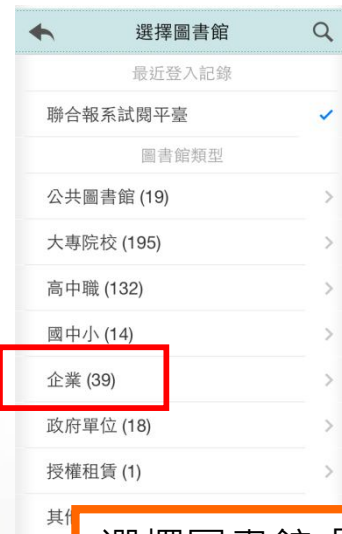 選擇圖書館
最近登入記錄
聯合報系試閱平臺
圖書館類型
公共圖書館 (19)
大專院校 (195)
高中職 (132)
國中小 (14)
企業 (39)
政府單位 (18)
授權租賃 (1)
其他
選擇圖書館「